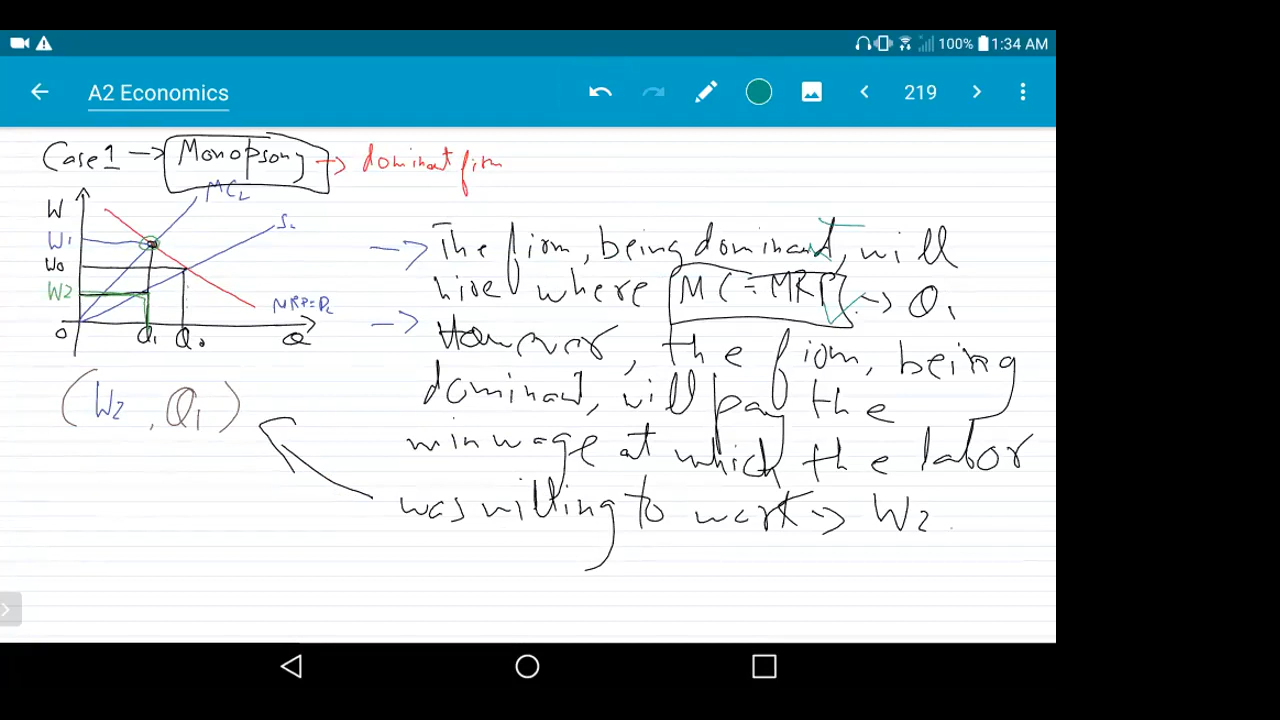 100% 1:34 AM
A2 Economics
219
Case 1 → Monopsony → dominant firm
MCL
W
SL
W1
W0
W2
MRP=DL
O
Q1
Q0
Q
→ The firm, being dominant, will
hire where MC = MRP → Q1
→ However, the firm, being
dominant, will pay the
min wage at which the labor
was willing to work → W2.
(W2, Q1)